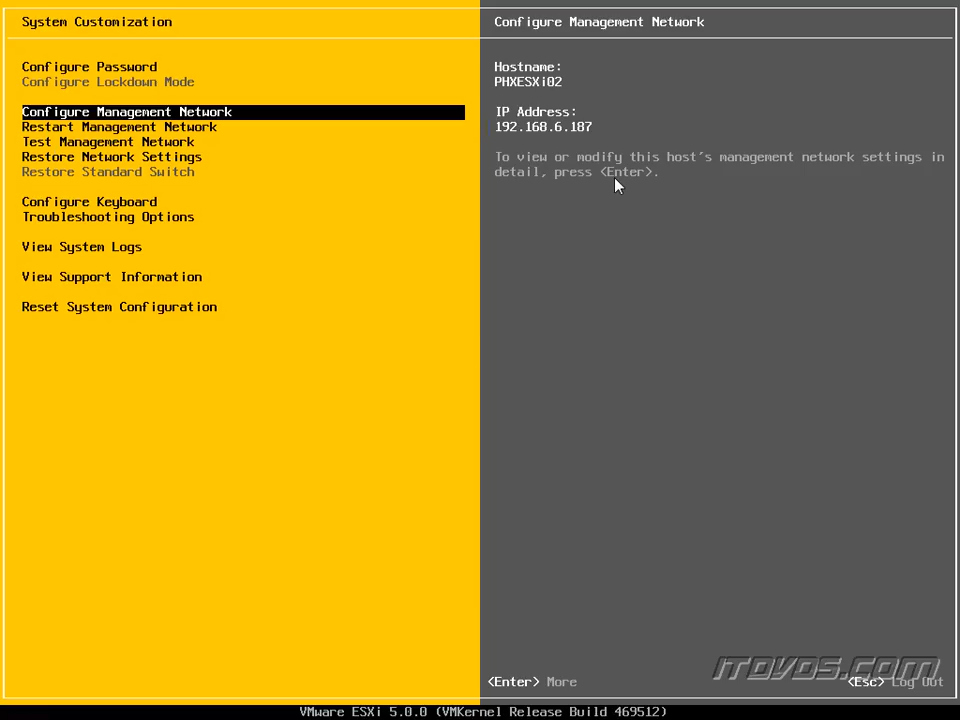 System Customization
Configure Password
Configure Lockdown Mode
Configure Management Network
Restart Management Network
Test Management Network
Restore Network Settings
Restore Standard Switch
Configure Keyboard
Troubleshooting Options
View System Logs
View Support Information
Reset System Configuration
Configure Management Network
Hostname:
PHXESXi02
IP Address:
192.168.6.187
To view or modify this host's management network settings in
detail, press <Enter>.
ITOVOS.COM
<Enter> More
<Esc> Log Out
VMware ESXi 5.0.0 (VMKernel Release Build 469512)